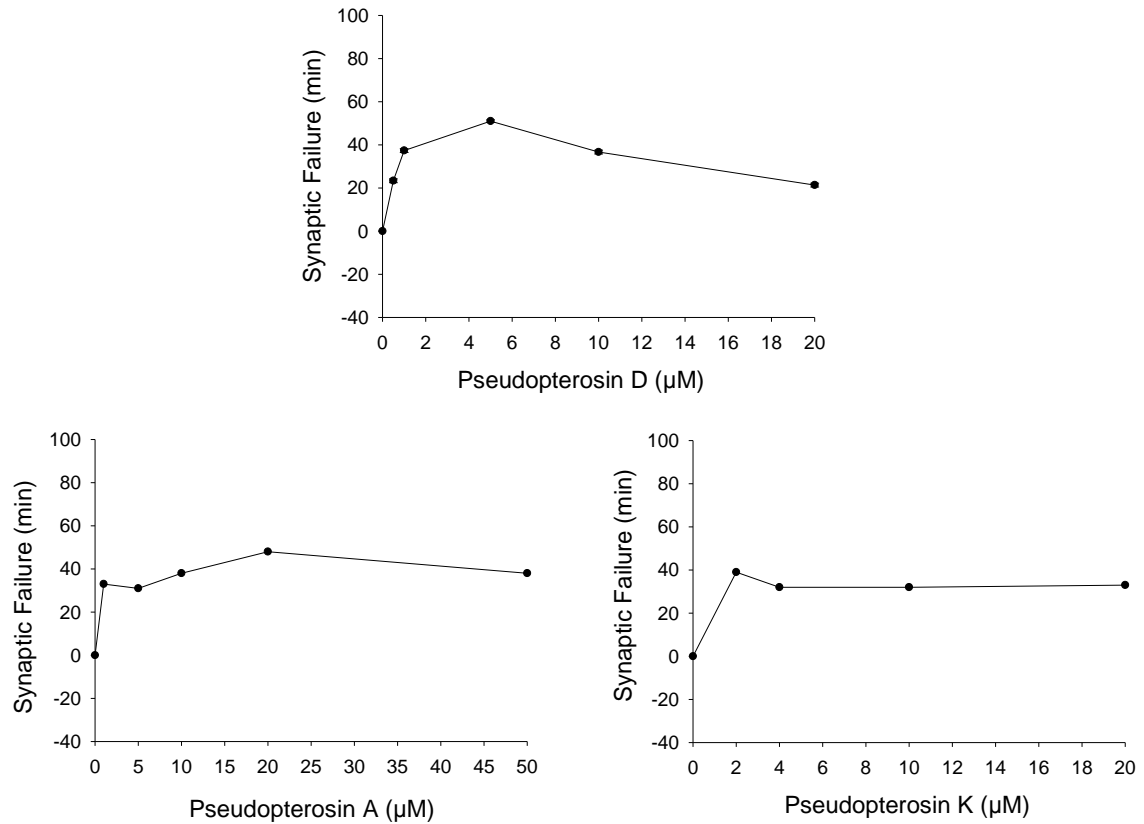 100
80
60
40
20
0
-20
-40
Synaptic Failure (min)
0 2 4 6 8 10 12 14 16 18 20
Pseudopterosin D (µM)
100
80
60
40
20
0
-20
-40
Synaptic Failure (min)
0 5 10 15 20 25 30 35 40 45 50
Pseudopterosin A (µM)
100
80
60
40
20
0
-20
-40
Synaptic Failure (min)
0 2 4 6 8 10 12 14 16 18 20
Pseudopterosin K (µM)